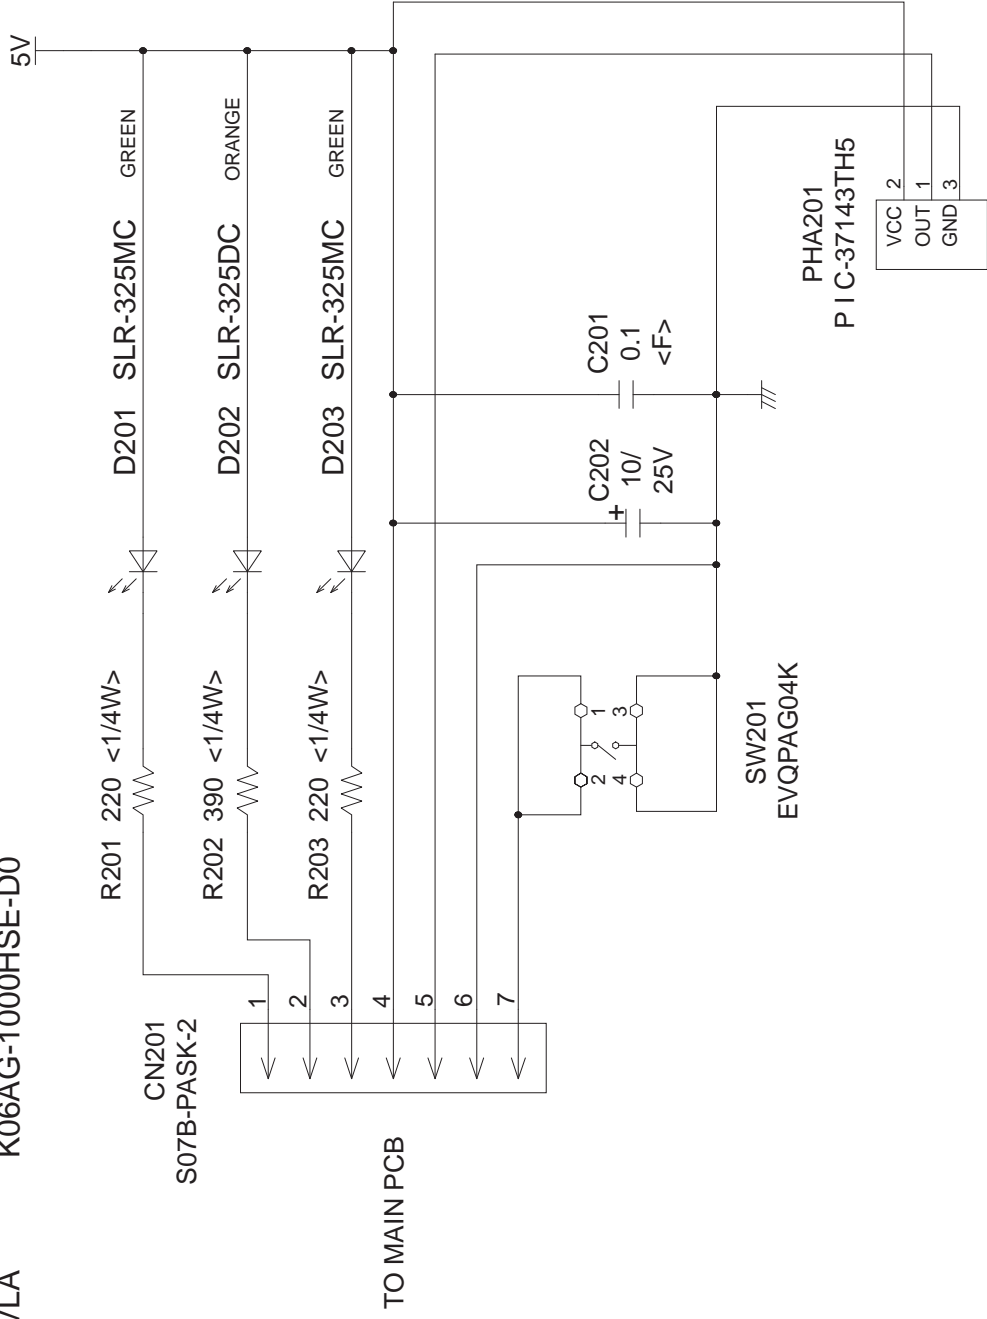 K06AG-1000HSE-D0
5V
D201 SLR-325MC GREEN
R201 220 <1/4W>
D202 SLR-325DC ORANGE
R202 390 <1/4W>
D203 SLR-325MC GREEN
R203 220 <1/4W>
CN201
S07B-PASK-2
1
2
3
4
5
6
7
TO MAIN PCB
C202
10/
25V
+
C201
0.1
<F>
1
2
3
4
SW201
EVQPAG04K
PHA201
PIC-37143TH5
VCC 2
OUT 1
GND 3